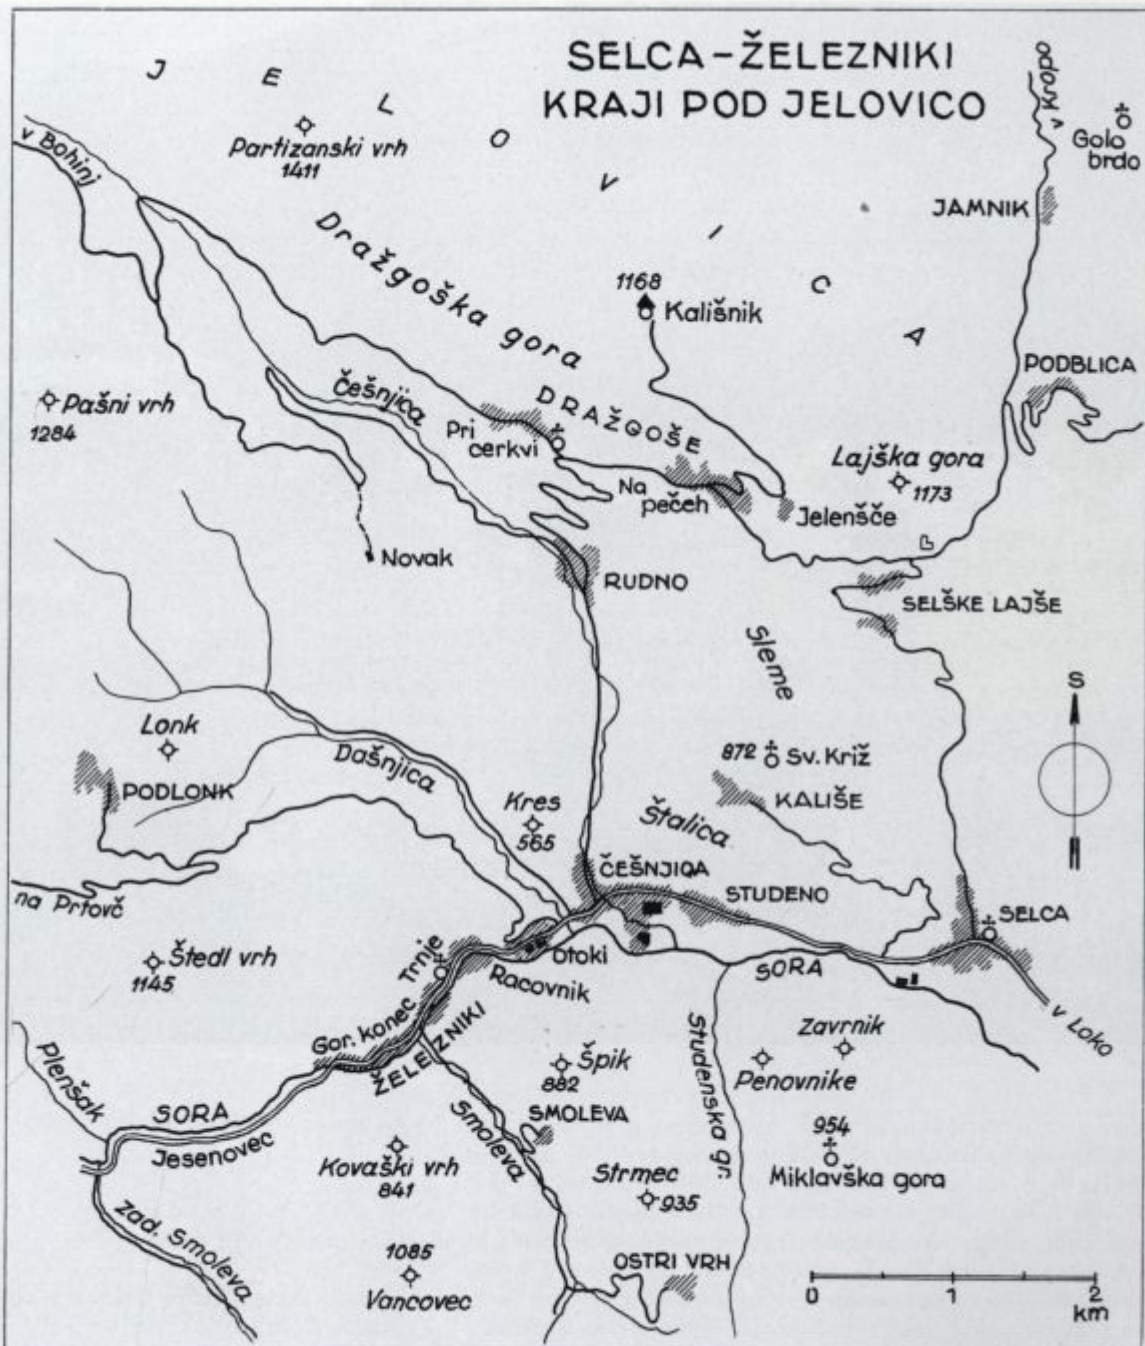 SELCA – ŽELEZNIKI
KRAJI POD JELOVICO
JELOVICA
v Kropo
Golo
brdo
v Bohinj
Partizanski vrh
1411
JAMNIK
Dražgoška gora
1168
Kališnik
PODBLICA
Pašni vrh
1284
Češnjica
DRAŽGOŠE
Pri
cerkvi
Lajška gora
1173
Na
pečeh
Jelenšče
Novak
RUDNO
SELŠKE LAJŠE
Sleme
S
Lonk
PODLONK
Dašnjica
872
Sv. Križ
KALIŠE
Kres
565
Štalica
ČEŠNJICA
STUDENO
SELCA
na Prtovč
Štedl vrh
1145
Trnje
Otoki
Racovnik
SORA
v Loko
Gor. konec
ŽELEZNIKI
Studenska gr.
Zavrnik
Penovnike
Špik
882
Plenšak
SORA
Jesenovec
Smoleva
SMOLEVA
954
Miklavška gora
Kovaški vrh
841
Strmec
935
Zad. Smoleva
1085
Vancovec
OSTRI VRH
0 1 2
km